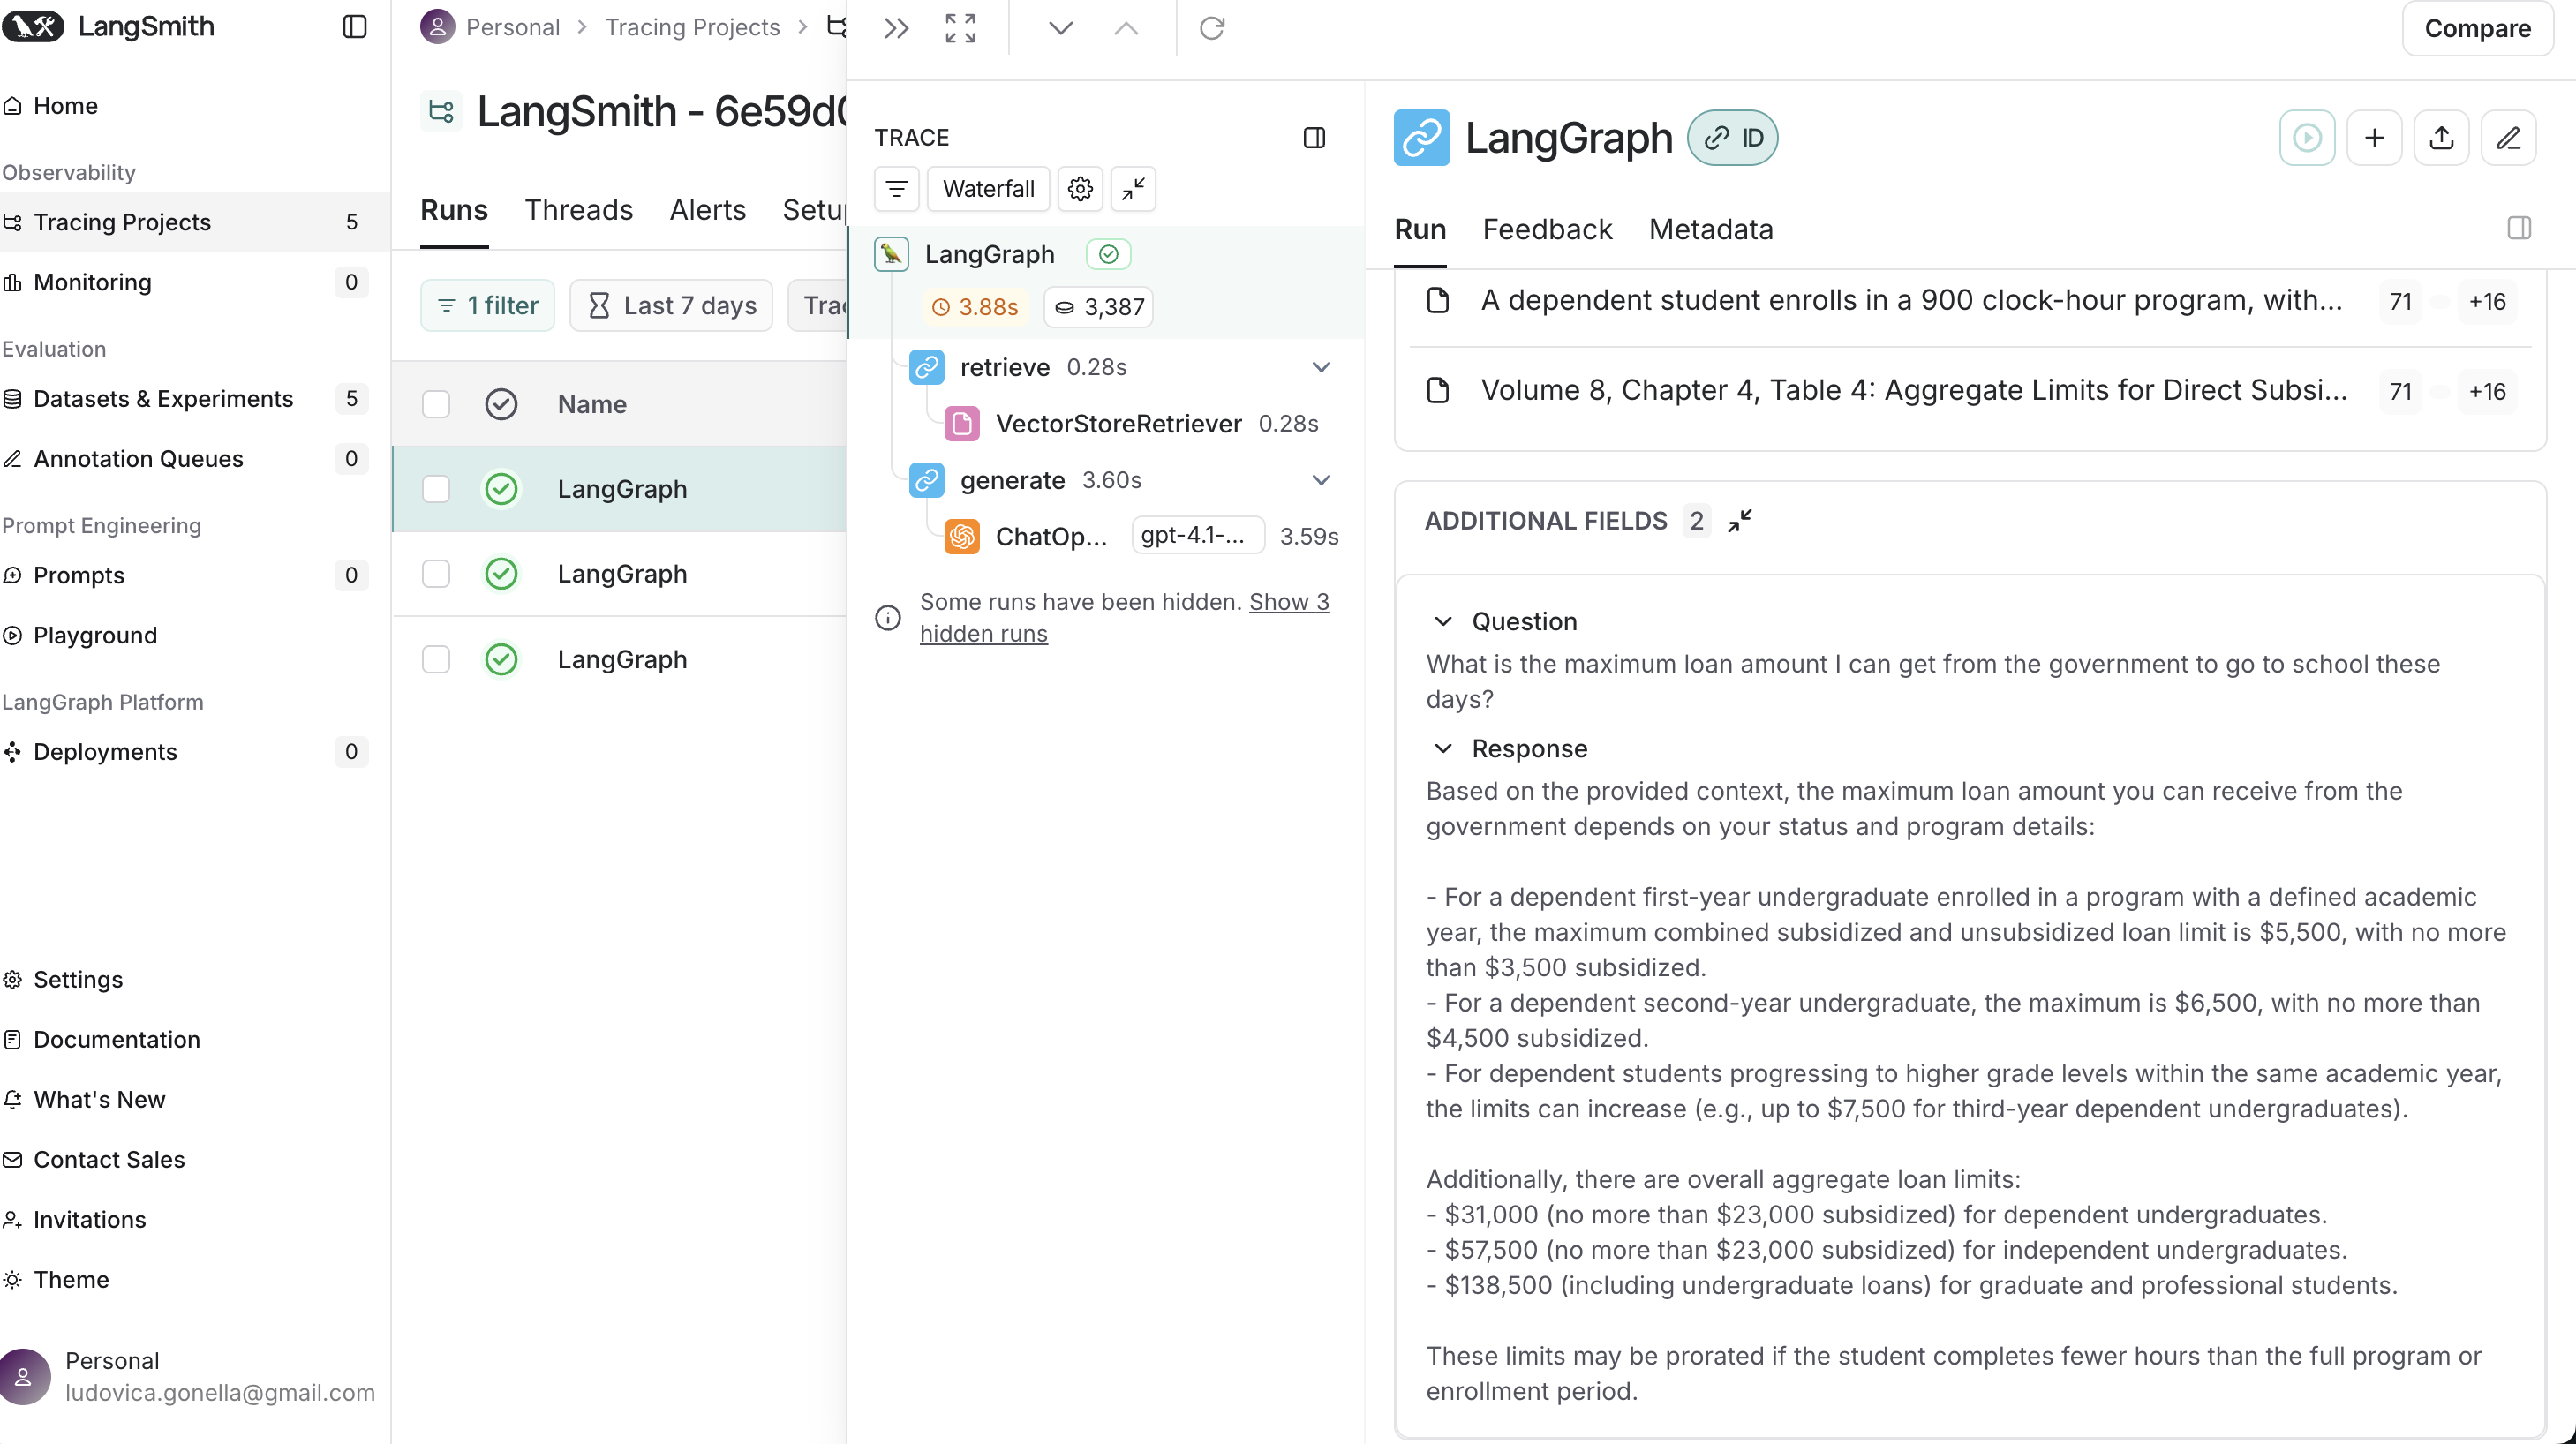 LangSmith
Home
Observability
Tracing Projects 5
Monitoring 0
Evaluation
Datasets & Experiments 5
Annotation Queues 0
Prompt Engineering
Prompts 0
Playground
LangGraph Platform
Deployments 0
Settings
Documentation
What's New
Contact Sales
Invitations
Theme
Personal
ludovica.gonella@gmail.com
Personal > Tracing Projects >
LangSmith - 6e59d0
Runs Threads Alerts Setup
1 filter Last 7 days Trac
Name
LangGraph
LangGraph
LangGraph
Compare
TRACE
Waterfall
LangGraph
3.88s 3,387
retrieve 0.28s
VectorStoreRetriever 0.28s
generate 3.60s
ChatOp... gpt-4.1-... 3.59s
Some runs have been hidden. Show 3
hidden runs
LangGraph ID
Run Feedback Metadata
A dependent student enrolls in a 900 clock-hour program, with... 71 +16
Volume 8, Chapter 4, Table 4: Aggregate Limits for Direct Subsi... 71 +16
ADDITIONAL FIELDS 2
Question
What is the maximum loan amount I can get from the government to go to school these
days?
Response
Based on the provided context, the maximum loan amount you can receive from the
government depends on your status and program details:
- For a dependent first-year undergraduate enrolled in a program with a defined academic
year, the maximum combined subsidized and unsubsidized loan limit is $5,500, with no more
than $3,500 subsidized.
- For a dependent second-year undergraduate, the maximum is $6,500, with no more than
$4,500 subsidized.
- For dependent students progressing to higher grade levels within the same academic year,
the limits can increase (e.g., up to $7,500 for third-year dependent undergraduates).
Additionally, there are overall aggregate loan limits:
- $31,000 (no more than $23,000 subsidized) for dependent undergraduates.
- $57,500 (no more than $23,000 subsidized) for independent undergraduates.
- $138,500 (including undergraduate loans) for graduate and professional students.
These limits may be prorated if the student completes fewer hours than the full program or
enrollment period.